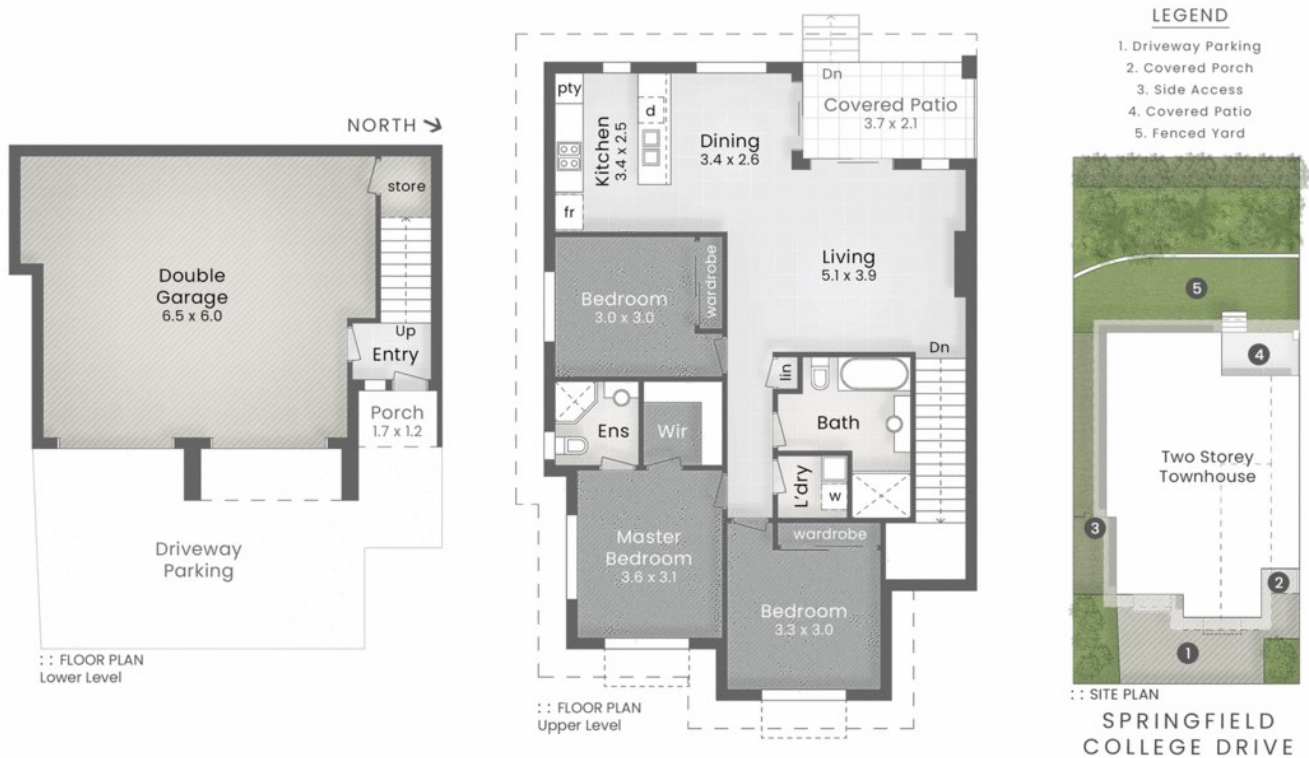 NORTH
store
Double
Garage
6.5 x 6.0
Up
Entry
Porch
1.7 x 1.2
Driveway
Parking
:: FLOOR PLAN
Lower Level
Dn
pty
d
Kitchen
3.4 x 2.5
Dining
3.4 x 2.6
Covered Patio
3.7 x 2.1
fr
Living
5.1 x 3.9
Bedroom
3.0 x 3.0
wardrobe
Dn
lin
Ens
Wir
Bath
L'dry
w
Master
Bedroom
3.6 x 3.1
wardrobe
Bedroom
3.3 x 3.0
:: FLOOR PLAN
Upper Level
LEGEND
1. Driveway Parking
2. Covered Porch
3. Side Access
4. Covered Patio
5. Fenced Yard
5
4
Two Storey
Townhouse
3
2
1
:: SITE PLAN
SPRINGFIELD
COLLEGE DRIVE